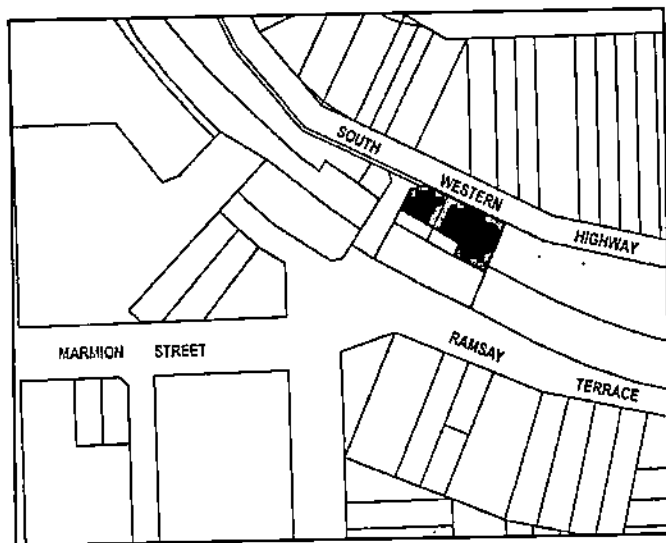 SOUTH
WESTERN
HIGHWAY
MARMION STREET
RAMSAY
TERRACE